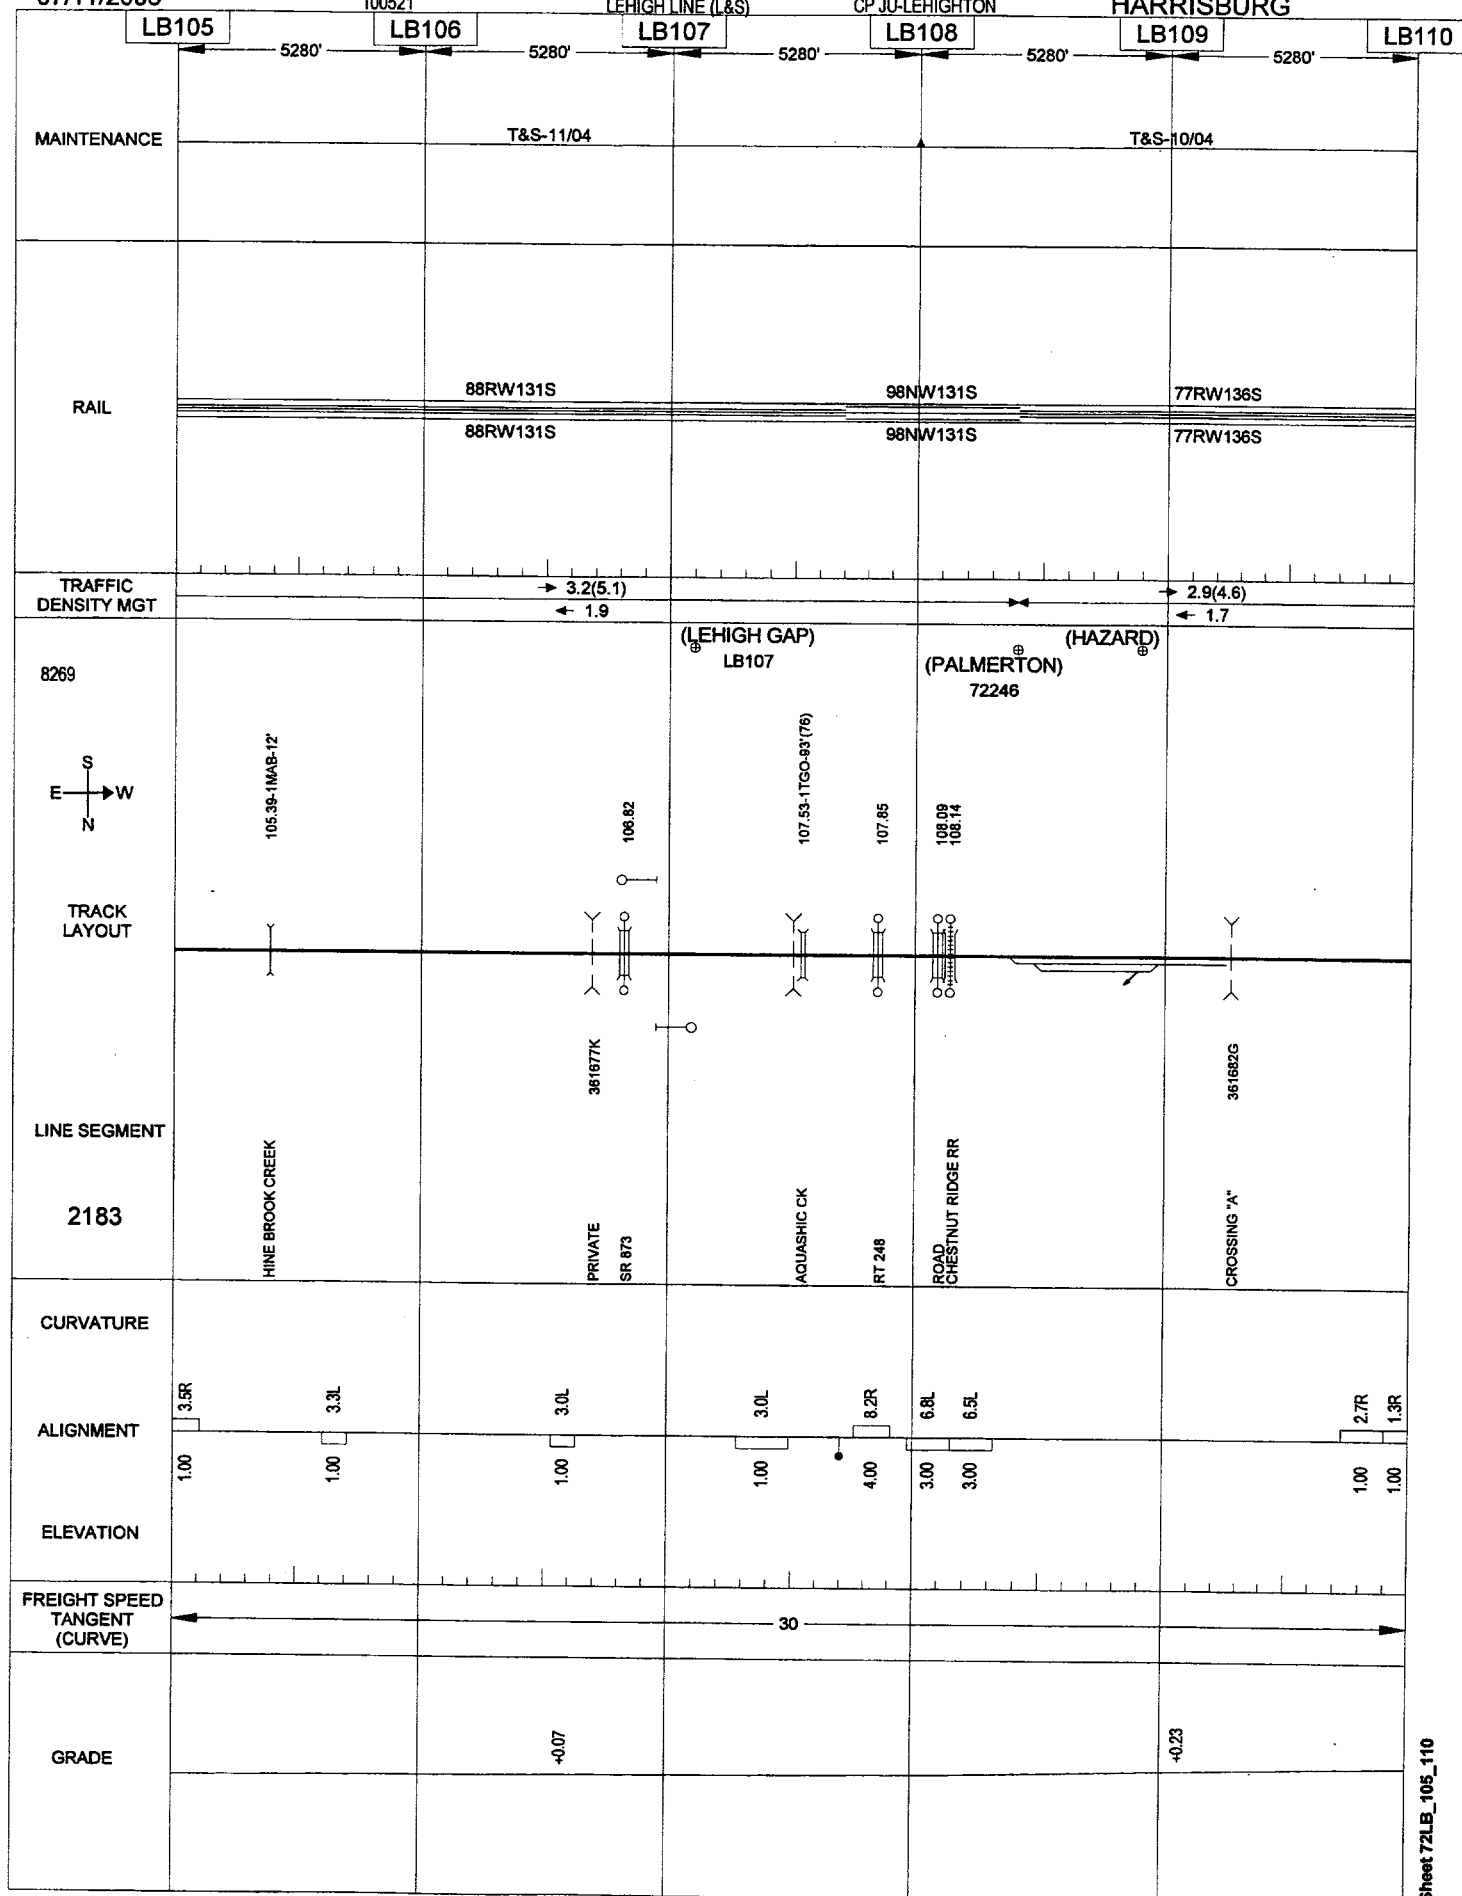 100521 LEHIGH LINE (L&S) CP JU-LEHIGHTON HARRISBURG
LB105 LB106 LB107 LB108 LB109 LB110
5280' 5280' 5280' 5280' 5280'
MAINTENANCE
T&S-11/04 T&S-10/04
RAIL
88RW131S 98NW131S 77RW136S
88RW131S 98NW131S 77RW136S
TRAFFIC
DENSITY MGT
3.2(5.1) 2.9(4.6)
1.9 1.7
(LEHIGH GAP) (HAZARD)
LB107 (PALMERTON)
72246
8269
S
E W
N
105.39-1MAB-12'
106.82
107.53-1TGO-93'(76)
107.85
108.09
108.14
TRACK
LAYOUT
361677K
361682G
LINE SEGMENT
2183
HINE BROOK CREEK
PRIVATE
SR 873
AQUASHIC CK
RT 248
ROAD
CHESTNUT RIDGE RR
CROSSING "A"
CURVATURE
3.5R 3.3L 3.0L 3.0L 8.2R 6.8L 6.5L 2.7R 1.3R
ALIGNMENT
1.00 1.00 1.00 1.00 4.00 3.00 3.00 1.00 1.00
ELEVATION
FREIGHT SPEED
TANGENT
(CURVE)
30
GRADE
+0.07 +0.23
Sheet 72LB_105_110